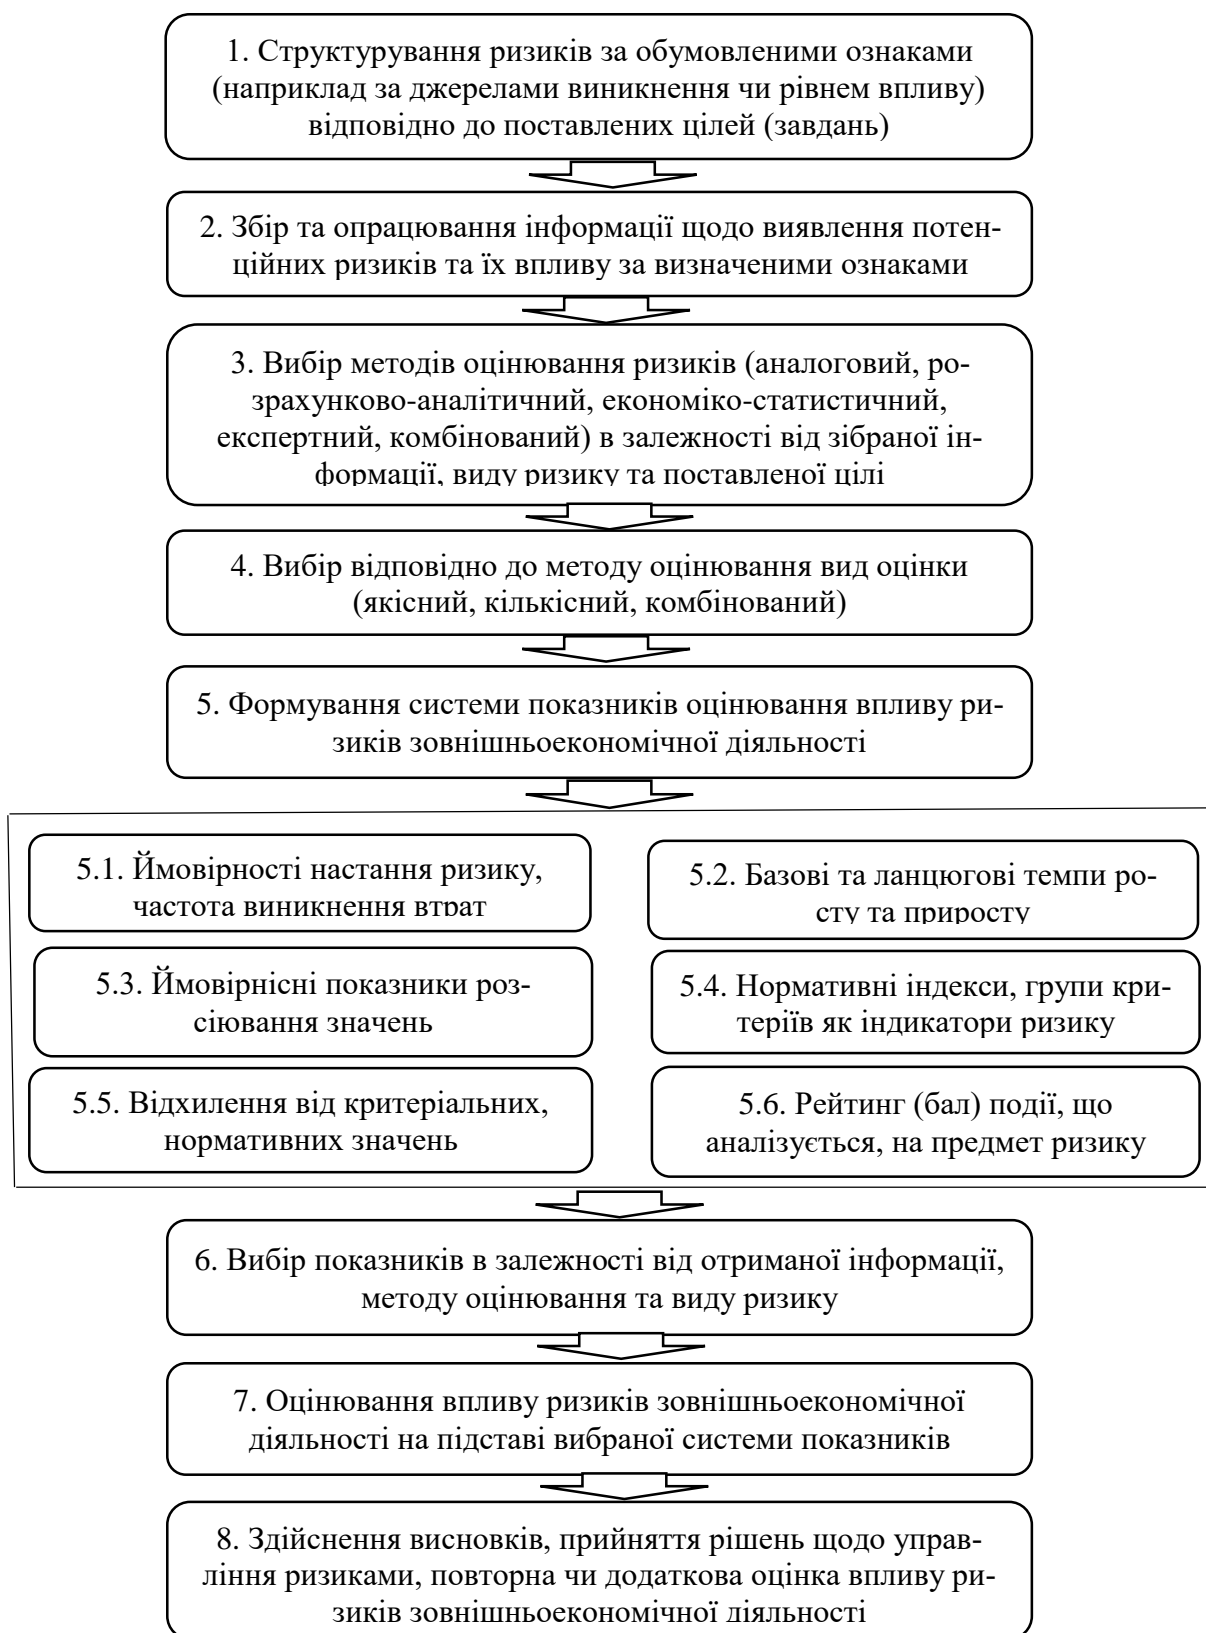 1. Структурування ризиків за обумовленими ознаками
(наприклад за джерелами виникнення чи рівнем впливу)
відповідно до поставлених цілей (завдань)
2. Збір та опрацювання інформації щодо виявлення потен-
ційних ризиків та їх впливу за визначеними ознаками
3. Вибір методів оцінювання ризиків (аналоговий, ро-
зрахунково-аналітичний, економіко-статистичний,
експертний, комбінований) в залежності від зібраної ін-
формації, виду ризику та поставленої цілі
4. Вибір відповідно до методу оцінювання вид оцінки
(якісний, кількісний, комбінований)
5. Формування системи показників оцінювання впливу ри-
зиків зовнішньоекономічної діяльності
5.1. Ймовірності настання ризику,
частота виникнення втрат
5.2. Базові та ланцюгові темпи ро-
сту та приросту
5.3. Ймовірнісні показники роз-
сіювання значень
5.4. Нормативні індекси, групи кри-
теріїв як індикатори ризику
5.5. Відхилення від критеріальних,
нормативних значень
5.6. Рейтинг (бал) події, що
аналізується, на предмет ризику
6. Вибір показників в залежності від отриманої інформації,
методу оцінювання та виду ризику
7. Оцінювання впливу ризиків зовнішньоекономічної
діяльності на підставі вибраної системи показників
8. Здійснення висновків, прийняття рішень щодо управ-
ління ризиками, повторна чи додаткова оцінка впливу ри-
зиків зовнішньоекономічної діяльності